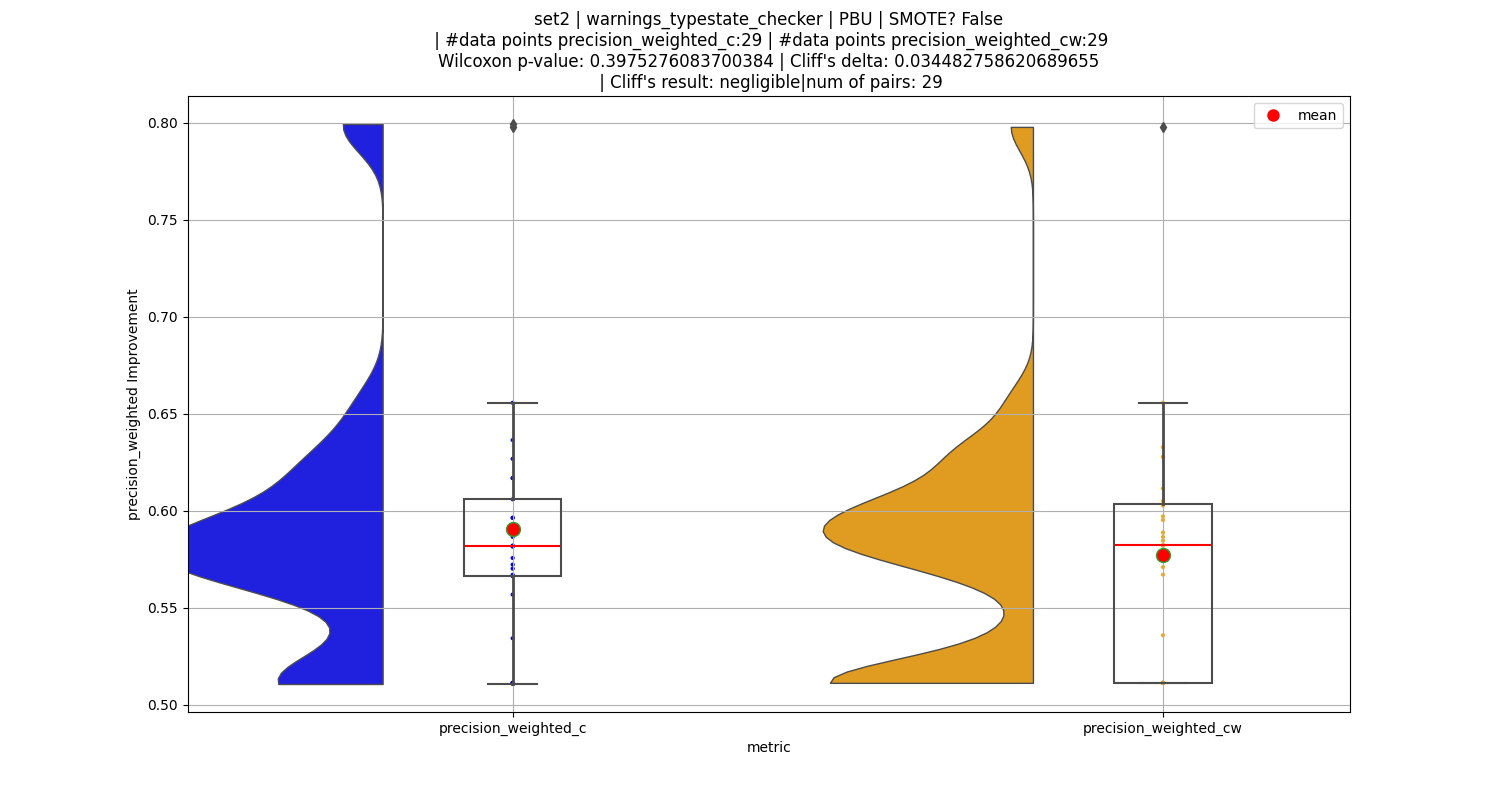 set2 | warnings_typestate_checker | PBU | SMOTE? False
| #data points precision_weighted_c:29 | #data points precision_weighted_cw:29
Wilcoxon p-value: 0.3975276083700384 | Cliff's delta: 0.034482758620689655
| Cliff's result: negligible|num of pairs: 29
mean
0.80
0.75
0.70
0.65
0.60
0.55
0.50
precision_weighted Improvement
precision_weighted_c
precision_weighted_cw
metric